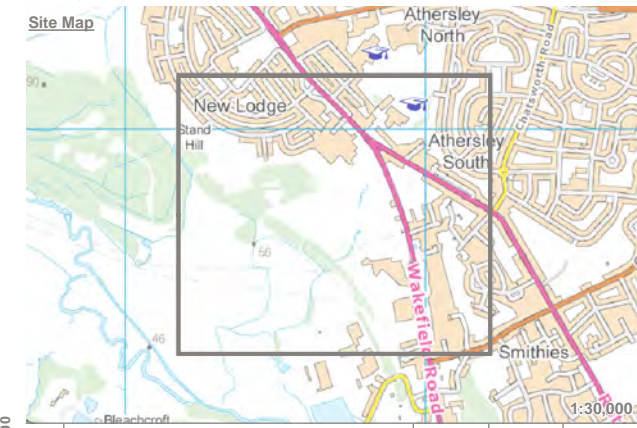 Site Map
Athersley
North
90
New Lodge
Chatsworth Road
Stand
Hill
Athersley
South
56
Wakefield Road
46
Smithies
Bleachcroft
1:30,000
00